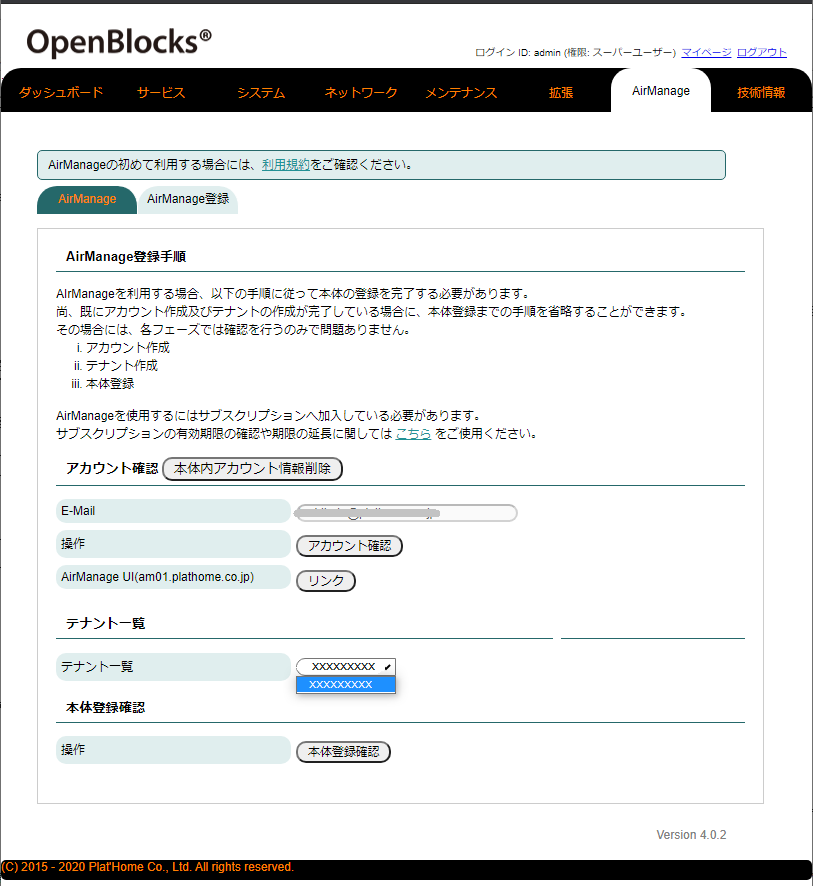 OpenBlocks®
ログイン ID: admin (権限: スーパーユーザー) マイページ ログアウト
ダッシュボード サービス システム ネットワーク メンテナンス 拡張 AirManage 技術情報
AirManageの初めて利用する場合には、利用規約をご確認ください。
AirManage AirManage登録
AirManage登録手順
AIrManageを利用する場合、以下の手順に従って本体の登録を完了する必要があります。
尚、既にアカウント作成及びテナントの作成が完了している場合に、本体登録までの手順を省略することができます。
その場合には、各フェーズでは確認を行うのみで問題ありません。
i. アカウント作成
ii. テナント作成
iii. 本体登録
AirManageを使用するにはサブスクリプションへ加入している必要があります。
サブスクリプションの有効期限の確認や期限の延長に関しては こちら をご使用ください。
アカウント確認 本体内アカウント情報削除
E-Mail
操作 アカウント確認
AirManage UI(am01.plathome.co.jp) リンク
テナント一覧
テナント一覧 XXXXXXXXX
XXXXXXXXX
本体登録確認
操作 本体登録確認
Version 4.0.2
(C) 2015 - 2020 Plat'Home Co., Ltd. All rights reserved.